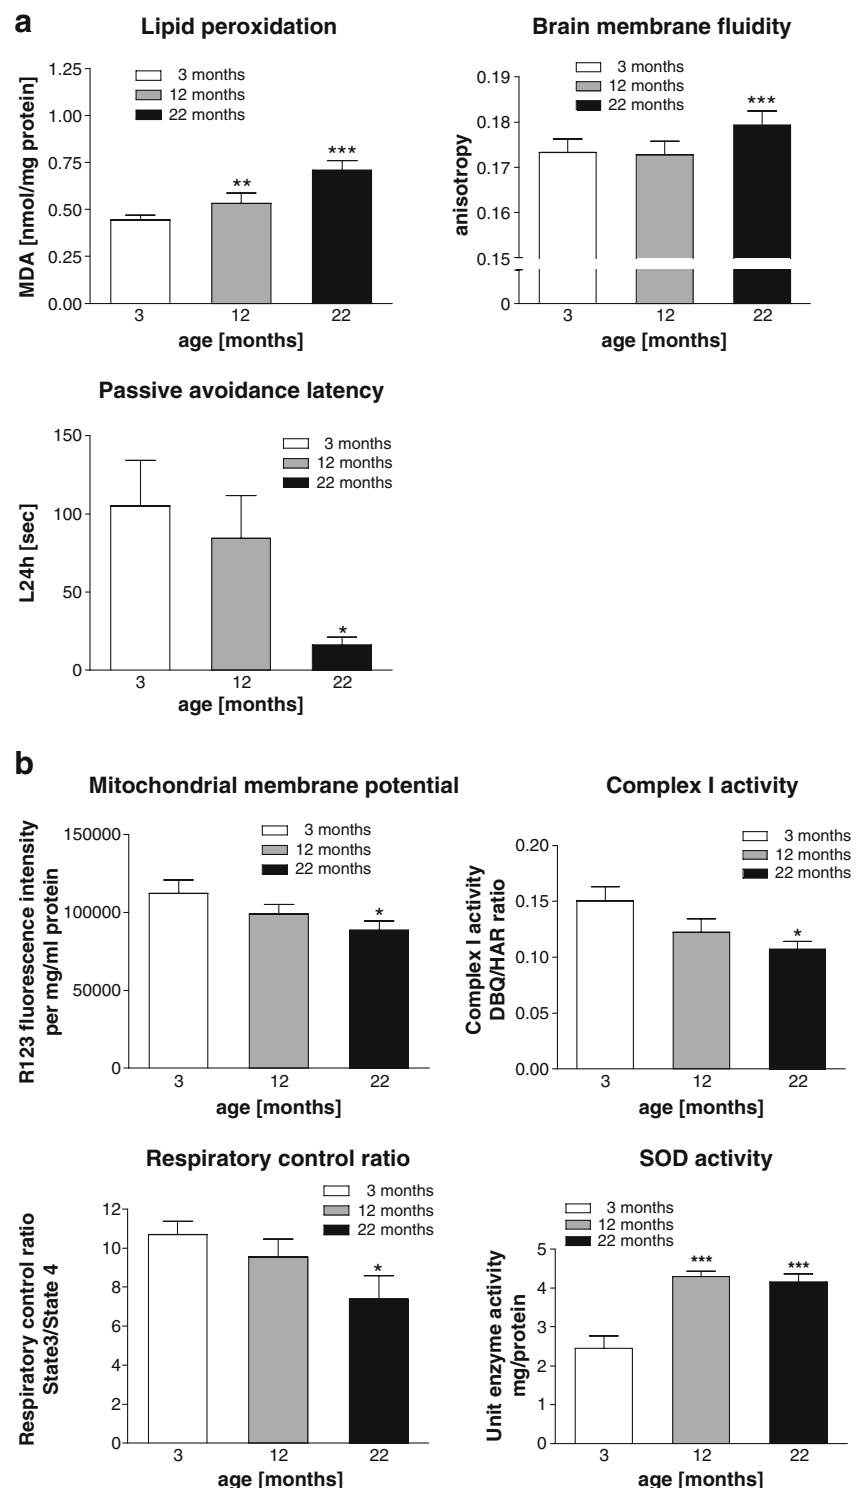 a
Lipid peroxidation
MDA [nmol/mg protein]
1.25
1.00
0.75
0.50
0.25
0.00
3 months
12 months
22 months
**
***
3 12 22
age [months]
Brain membrane fluidity
anisotropy
0.19
0.18
0.17
0.16
0.15
0
3 months
12 months
22 months
***
3 12 22
age [months]
Passive avoidance latency
L24h [sec]
150
100
50
0
3 months
12 months
22 months
*
3 12 22
age [months]
b
Mitochondrial membrane potential
R123 fluorescence intensity
per mg/ml protein
150000
100000
50000
0
3 months
12 months
22 months
*
3 12 22
age [months]
Complex I activity
Complex I activity
DBQ/HAR ratio
0.20
0.15
0.10
0.05
0.00
3 months
12 months
22 months
*
3 12 22
age [months]
Respiratory control ratio
Respiratory control ratio
State3/State 4
12
10
8
6
4
2
0
3 months
12 months
22 months
*
3 12 22
age [months]
SOD activity
Unit enzyme activity
mg/protein
5
4
3
2
1
0
3 months
12 months
22 months
***
***
3 12 22
age [months]